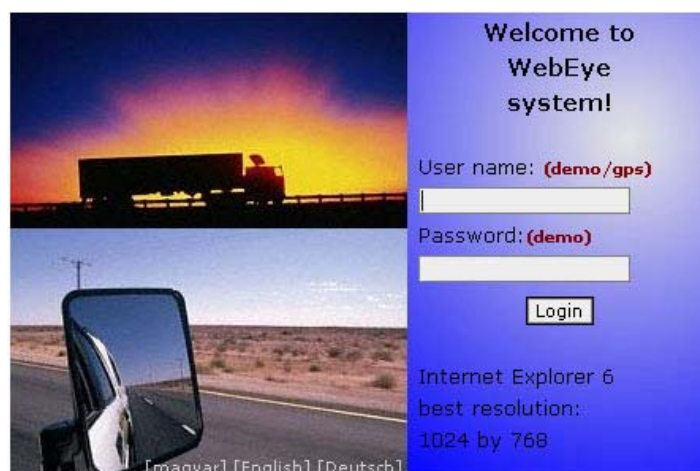 Welcome to
WebEye
system!
User name: (demo/gps)
Password:(demo)
Login
Internet Explorer 6
best resolution:
1024 by 768
[magyar] [English] [Deutsch]